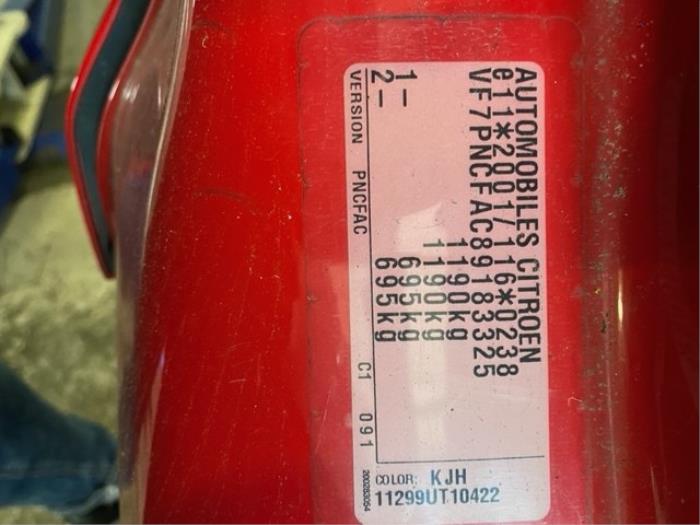 AUTOMOBILES CITROEN
e11*2001/116*0238
VF7PNCFAC89183325
1190kg
1190kg
1- 695kg
2- 695kg
VERSION PNCFAC C1 091
COLOR: KJH
11299UT10422
200283054